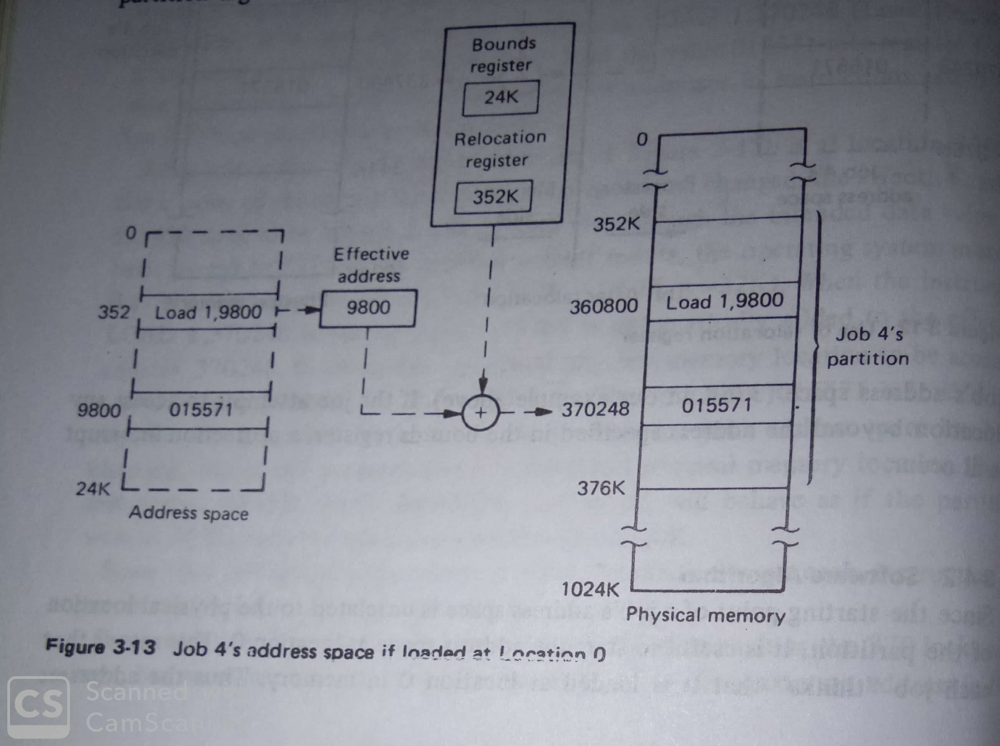 Bounds
register
24K
Relocation
register
352K
0
352K
0
Effective
address
352
Load 1,9800
9800
360800
Load 1,9800
Job 4's
partition
9800
015571
+
370248
015571
24K
376K
Address space
1024K
Physical memory
Figure 3-13 Job 4's address space if loaded at Location 0
CS
Scanned with
CamScanner